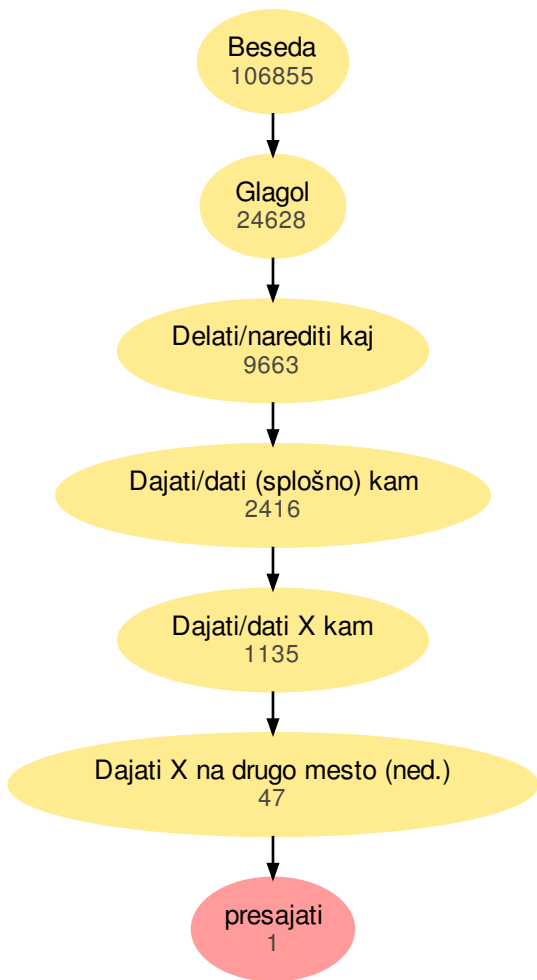 Beseda
106855
Glagol
24628
Delati/narediti kaj
9663
Dajati/dati (splošno) kam
2416
Dajati/dati X kam
1135
Dajati X na drugo mesto (ned.)
47
presajati
1